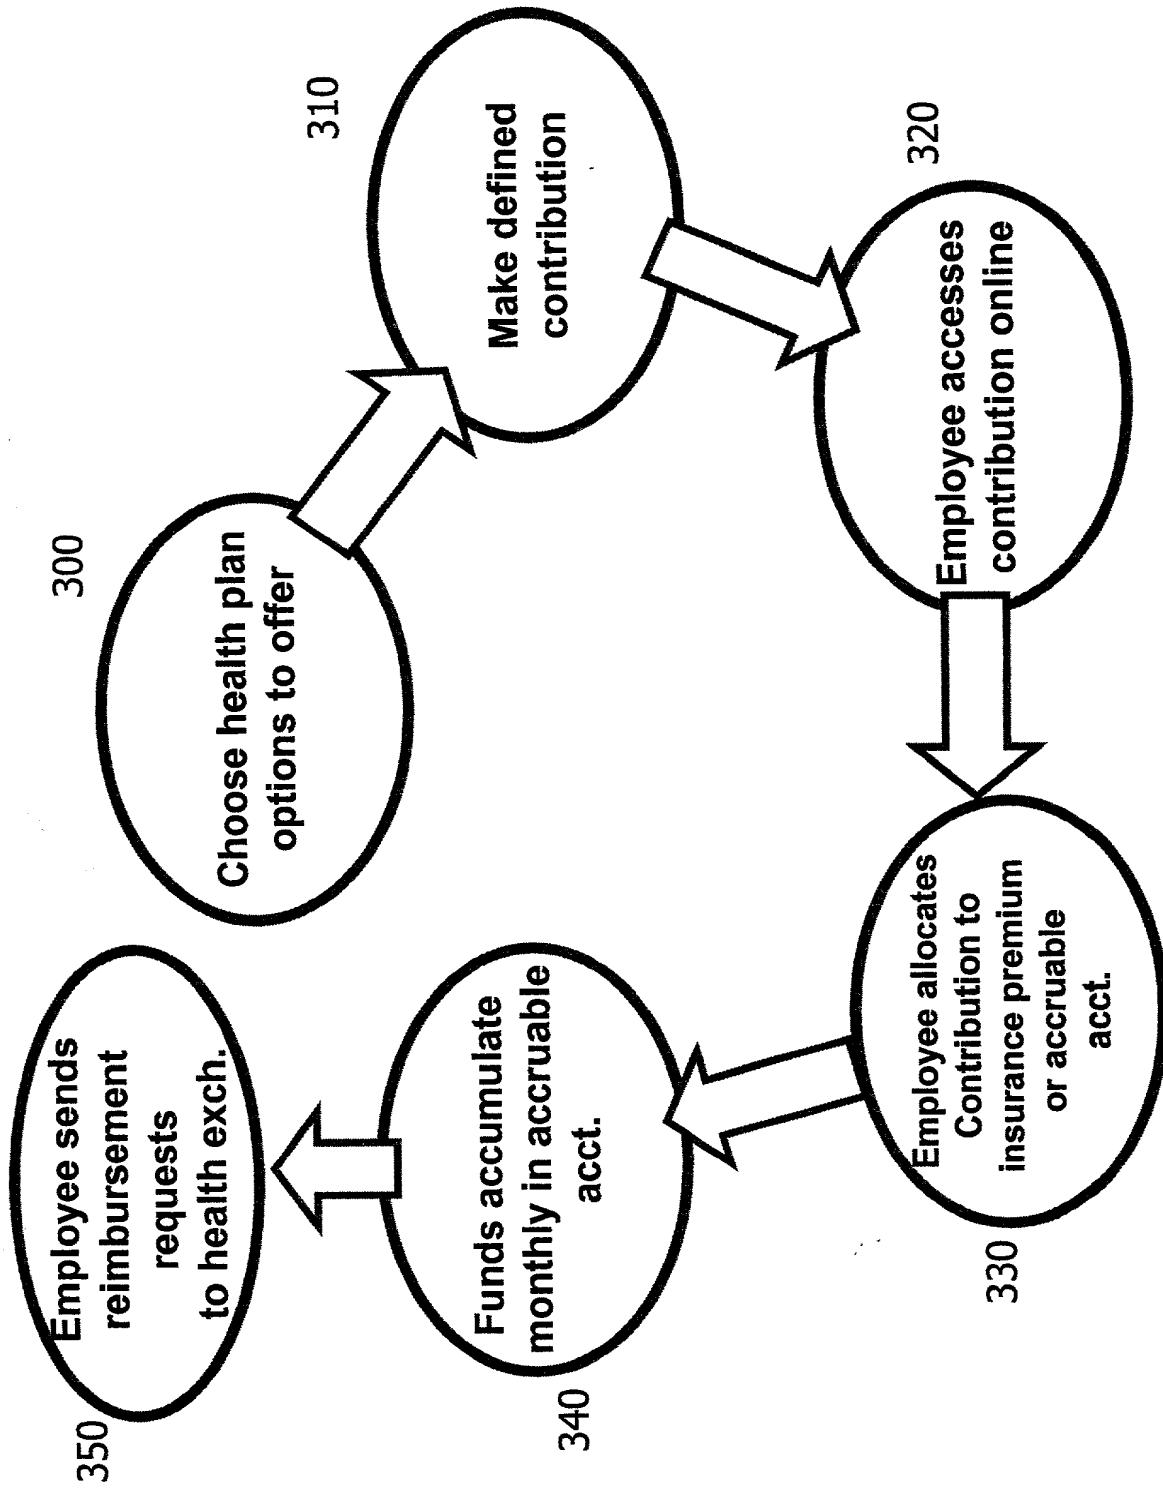 300
Choose health plan
options to offer
310
Make defined
contribution
320
Employee accesses
contribution online
330
Employee allocates
Contribution to
insurance premium
or accruable
acct.
340
Funds accumulate
monthly in accruable
acct.
350
Employee sends
reimbursement
requests
to health exch.